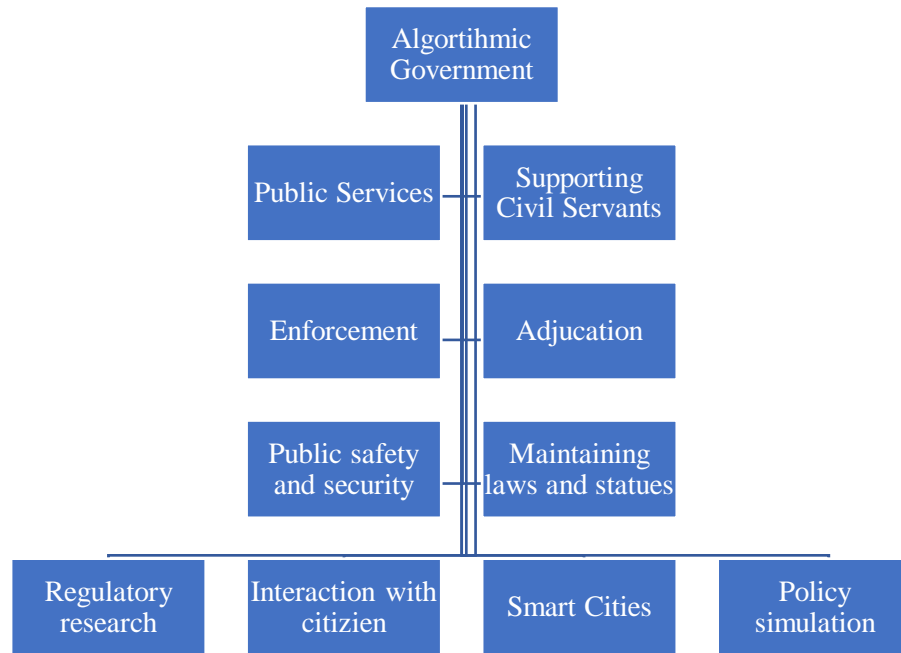 Algortihmic
Government
Public Services
Supporting
Civil Servants
Enforcement
Adjucation
Public safety
and security
Maintaining
laws and statues
Regulatory
research
Interaction with
citizien
Smart Cities
Policy
simulation